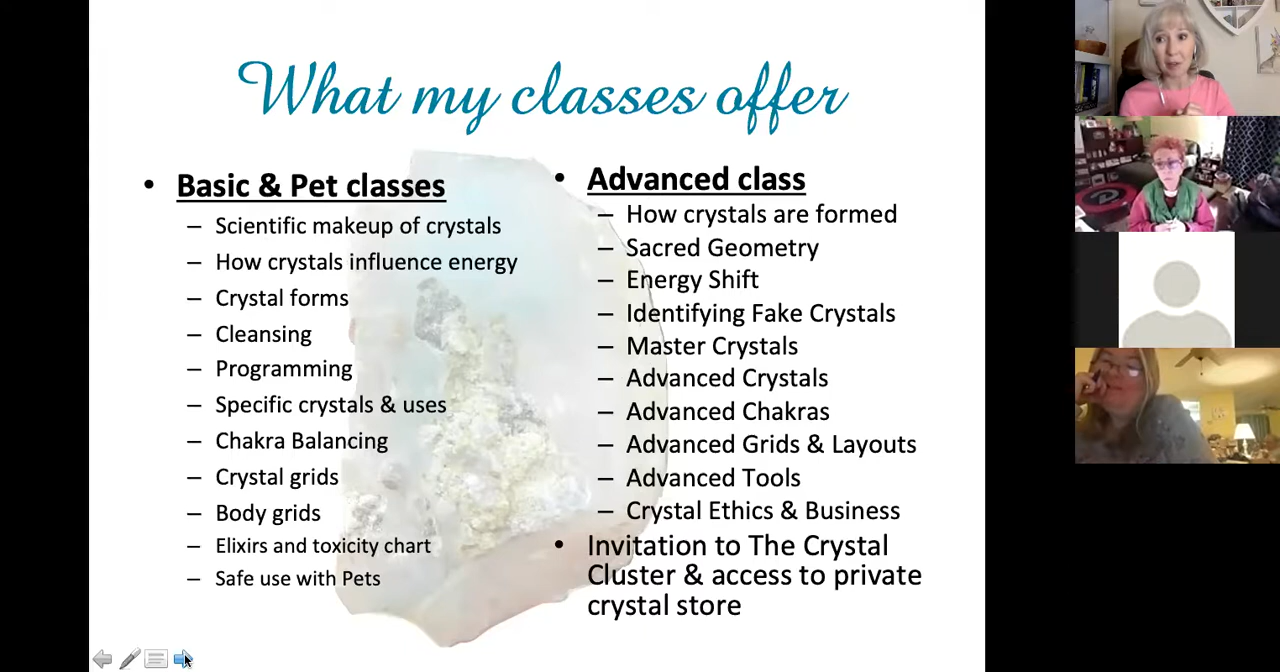 What my classes offer
• Basic & Pet classes
– Scientific makeup of crystals
– How crystals influence energy
– Crystal forms
– Cleansing
– Programming
– Specific crystals & uses
– Chakra Balancing
– Crystal grids
– Body grids
– Elixirs and toxicity chart
– Safe use with Pets
• Advanced class
– How crystals are formed
– Sacred Geometry
– Energy Shift
– Identifying Fake Crystals
– Master Crystals
– Advanced Crystals
– Advanced Chakras
– Advanced Grids & Layouts
– Advanced Tools
– Crystal Ethics & Business
• Invitation to The Crystal
Cluster & access to private
crystal store